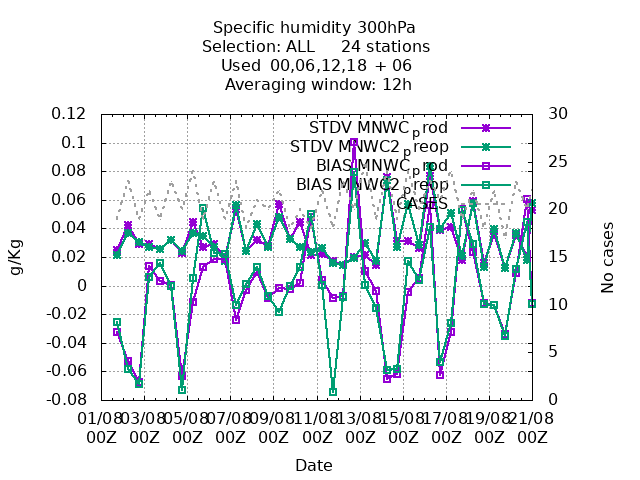 Specific humidity 300hPa
Selection: ALL 24 stations
Used 00,06,12,18 + 06
Averaging window: 12h
STDV MNWC_prod
STDV MNWC2_preop
BIAS MNWC_prod
BIAS MNWC2_preop
CASES
0.12
0.1
0.08
0.06
0.04
0.02
0
-0.02
-0.04
-0.06
-0.08
g/Kg
30
25
20
15
10
5
0
No cases
01/08 03/08 05/08 07/08 09/08 11/08 13/08 15/08 17/08 19/08 21/08
00Z 00Z 00Z 00Z 00Z 00Z 00Z 00Z 00Z 00Z 00Z
Date